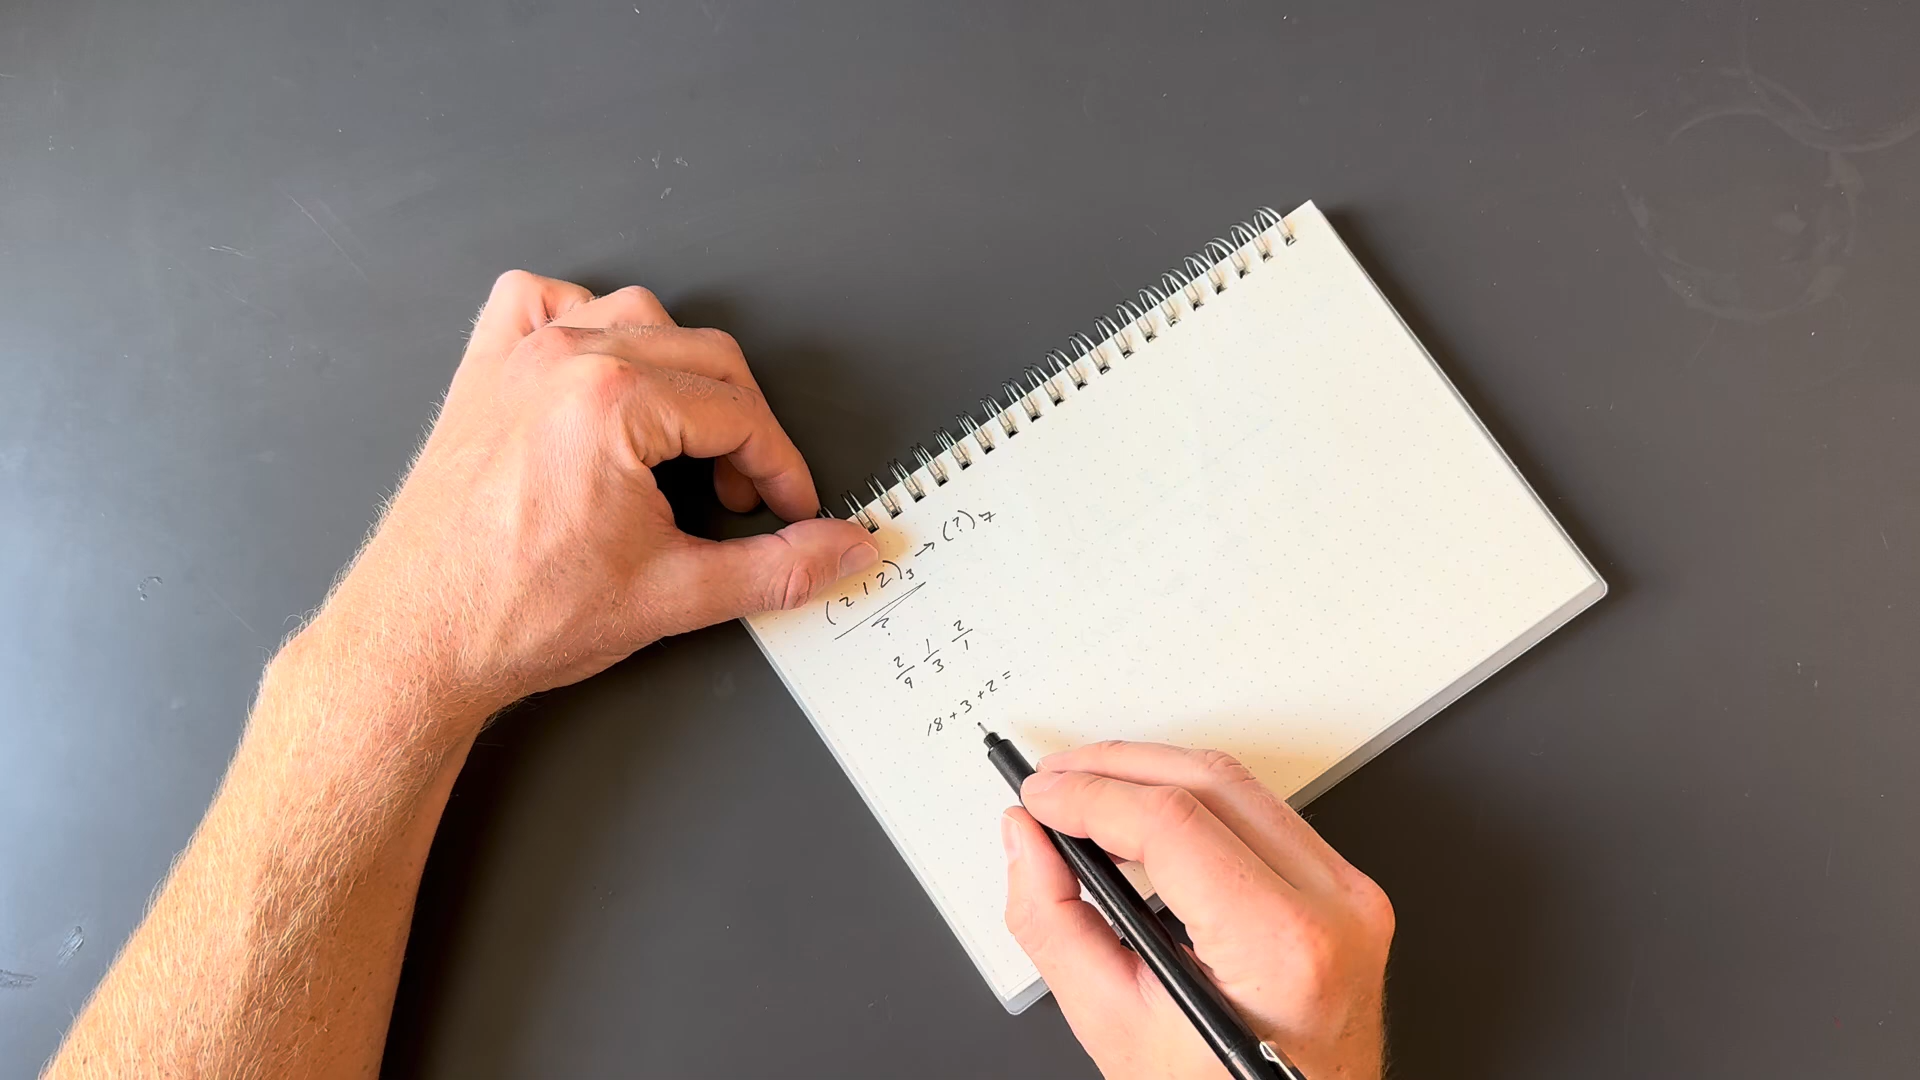 (212)₃ → (?)₇
?
2/9 1/3 2/1
18 + 3 + 2 =